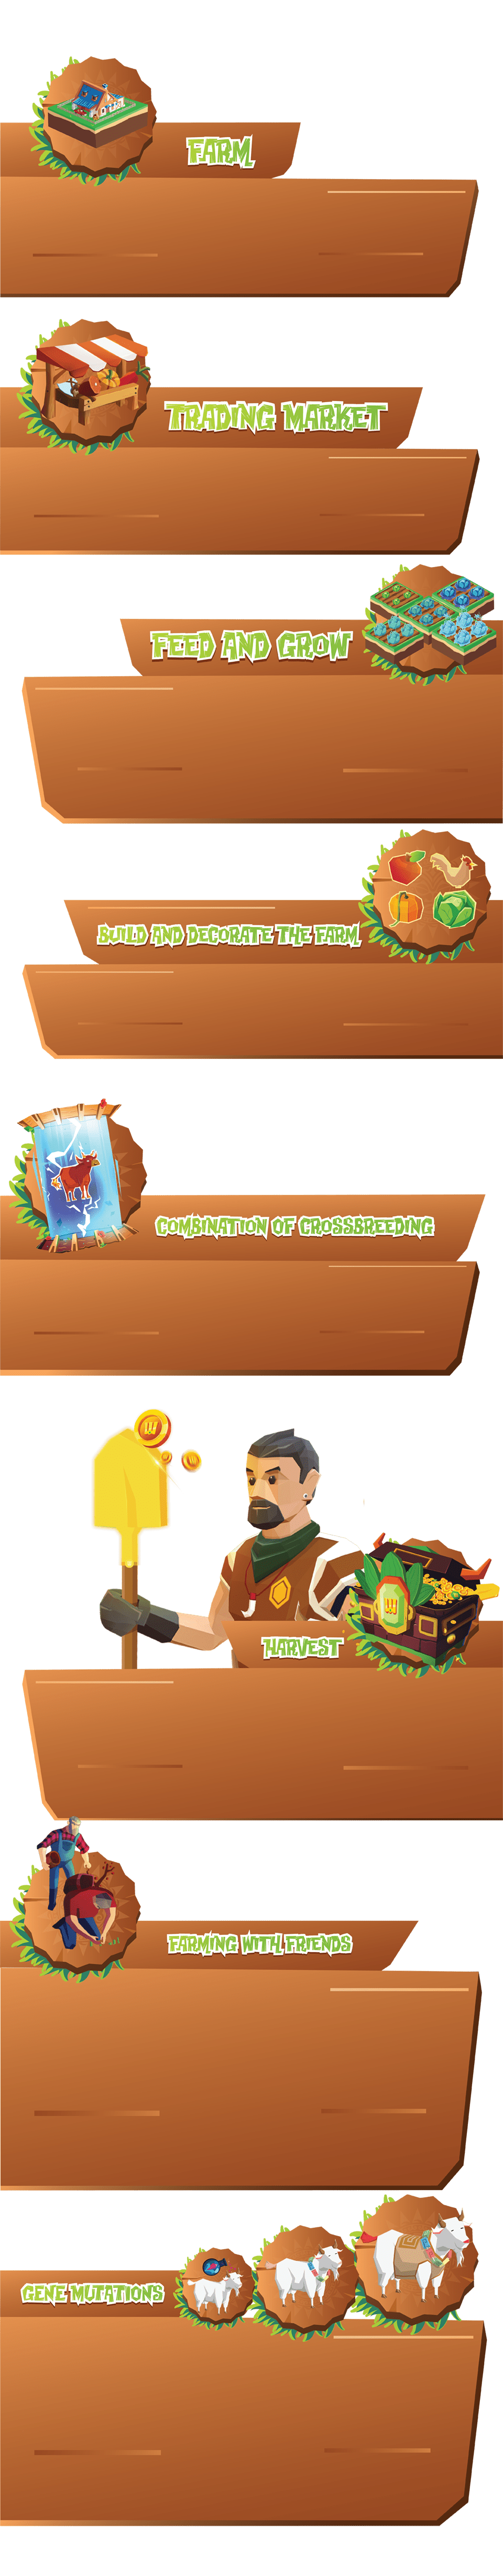 FARM
TRADING MARKET
FEED AND GROW
BUILD AND DECORATE THE FARM
COMBINATION OF CROSSBREEDING
W
W
W
HARVEST
FARMING WITH FRIENDS
GENE MUTATIONS